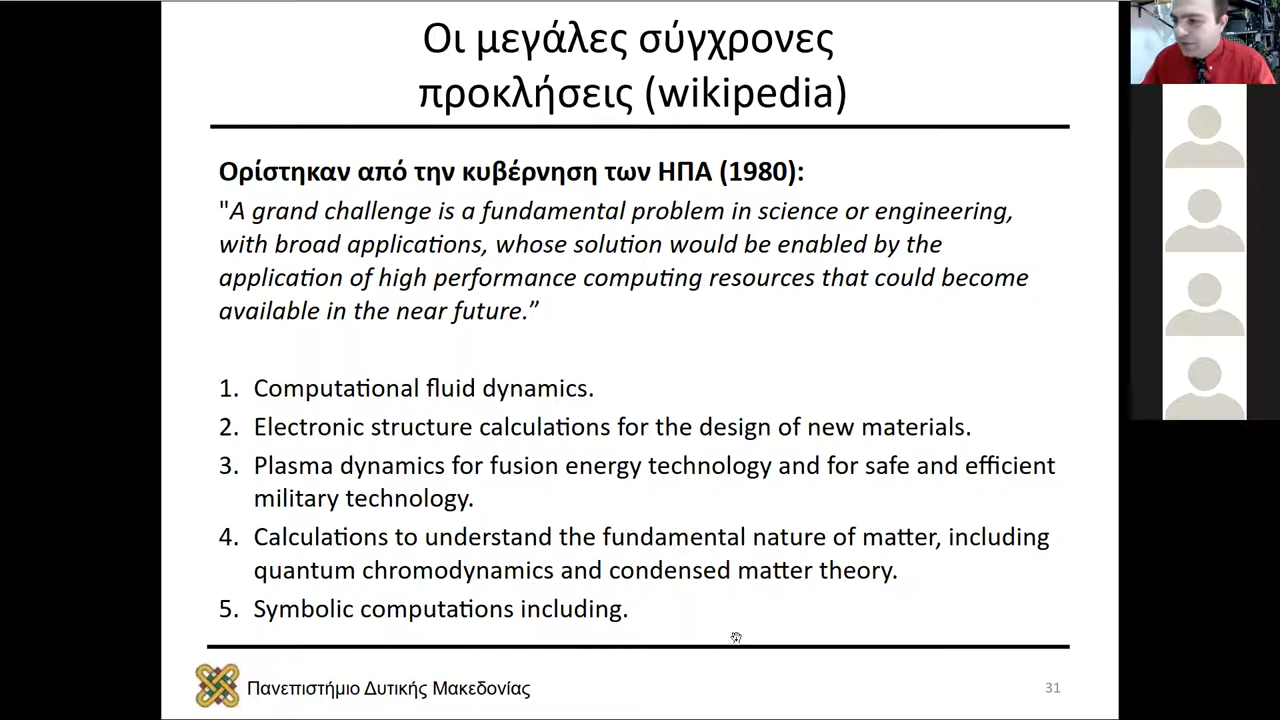 Οι μεγάλες σύγχρονες
προκλήσεις (wikipedia)
Ορίστηκαν από την κυβέρνηση των ΗΠΑ (1980):
"A grand challenge is a fundamental problem in science or engineering,
with broad applications, whose solution would be enabled by the
application of high performance computing resources that could become
available in the near future.”
1. Computational fluid dynamics.
2. Electronic structure calculations for the design of new materials.
3. Plasma dynamics for fusion energy technology and for safe and efficient
military technology.
4. Calculations to understand the fundamental nature of matter, including
quantum chromodynamics and condensed matter theory.
5. Symbolic computations including.
Πανεπιστήμιο Δυτικής Μακεδονίας
31